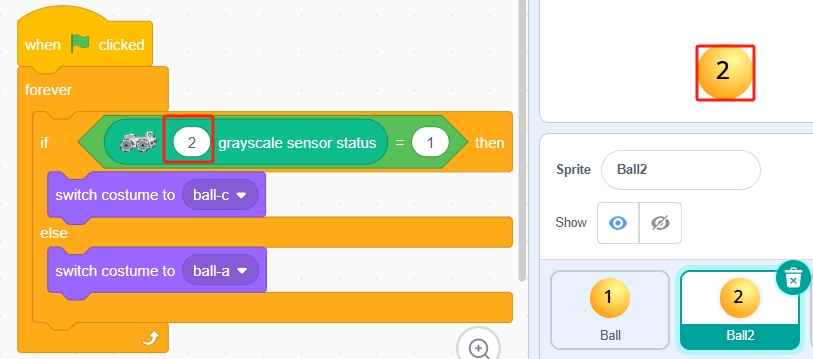 when clicked
forever
if 2 grayscale sensor status = 1 then
switch costume to ball-c
else
switch costume to ball-a
2
Sprite Ball2
Show
1
Ball
2
Ball2